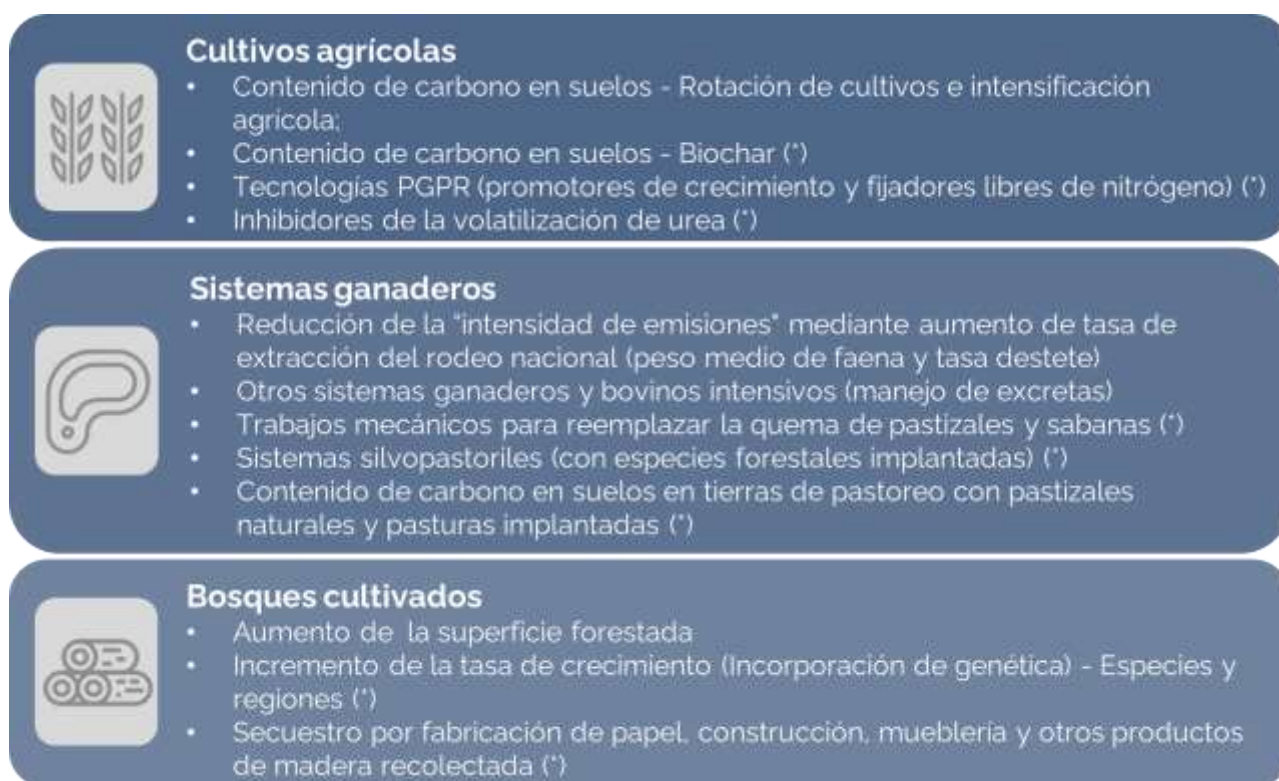 Cultivos agrícolas
• Contenido de carbono en suelos - Rotación de cultivos e intensificación
agrícola;
• Contenido de carbono en suelos - Biochar (*)
• Tecnologías PGPR (promotores de crecimiento y fijadores libres de nitrógeno) (*)
• Inhibidores de la volatilización de urea (*)
Sistemas ganaderos
• Reducción de la "intensidad de emisiones" mediante aumento de tasa de
extracción del rodeo nacional (peso medio de faena y tasa destete)
• Otros sistemas ganaderos y bovinos intensivos (manejo de excretas)
• Trabajos mecánicos para reemplazar la quema de pastizales y sabanas (*)
• Sistemas silvopastoriles (con especies forestales implantadas) (*)
• Contenido de carbono en suelos en tierras de pastoreo con pastizales
naturales y pasturas implantadas (*)
Bosques cultivados
• Aumento de la superficie forestada
• Incremento de la tasa de crecimiento (Incorporación de genética) - Especies y
regiones (*)
• Secuestro por fabricación de papel, construcción, mueblería y otros productos
de madera recolectada (*)